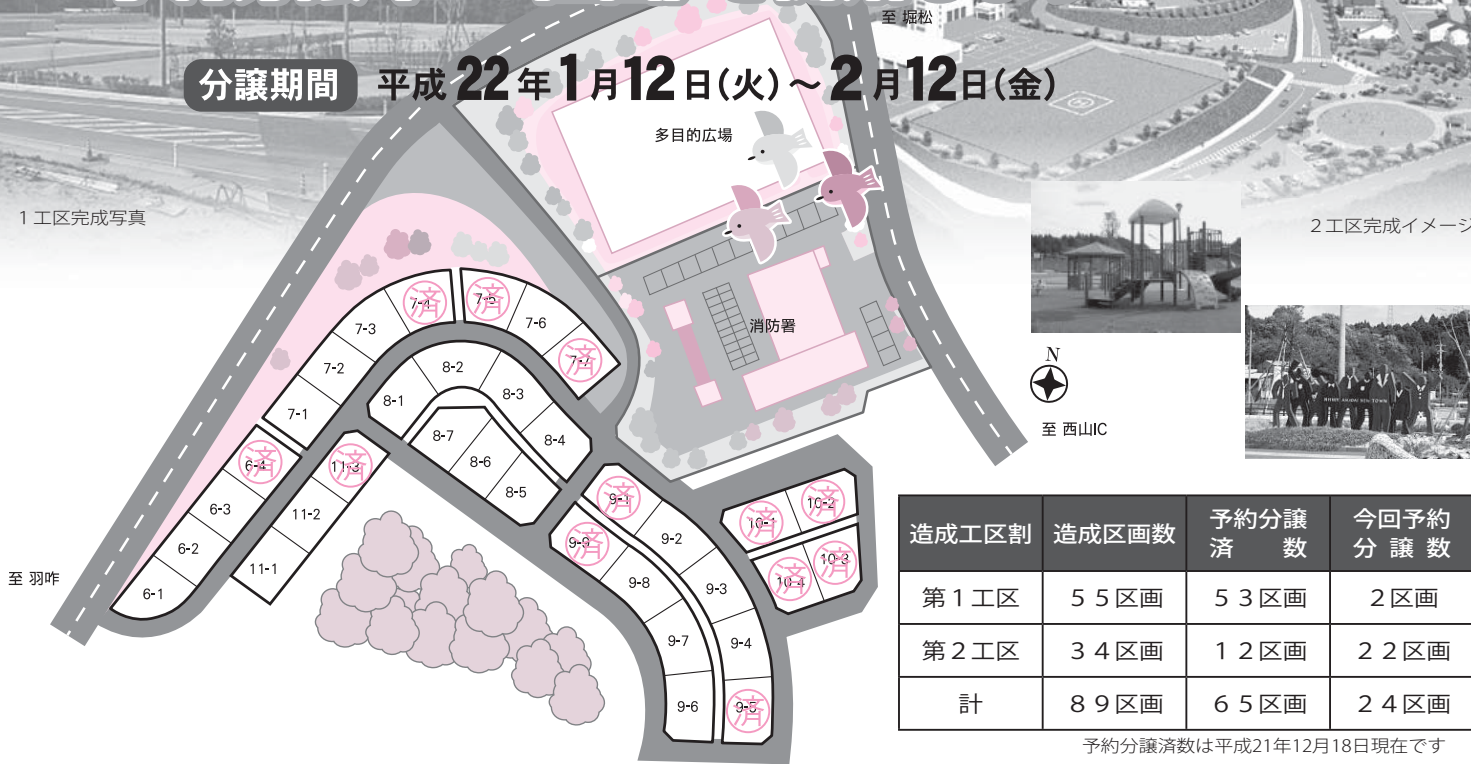 至 堀松
分譲期間 平成22年1月12日(火)～2月12日(金)
多目的広場
1工区完成写真
2工区完成イメージ
消防署
N
至 西山IC
至 羽咋
7-4 済
7-5 済
7-3
7-6
7-2
7-7 済
7-1
8-2
8-1
8-3
8-4
8-7
8-6
8-5
6-4 済
6-3
6-2
6-1
11-3 済
11-2
11-1
9-1 済
9-2
9-9 済
9-8
9-3
9-7
9-4
9-6
9-5 済
10-1 済
10-2 済
10-4 済
10-3 済
造成工区割 造成区画数 予約分譲済数 今回予約分譲数
第1工区 55区画 53区画 2区画
第2工区 34区画 12区画 22区画
計 89区画 65区画 24区画
予約分譲済数は平成21年12月18日現在です